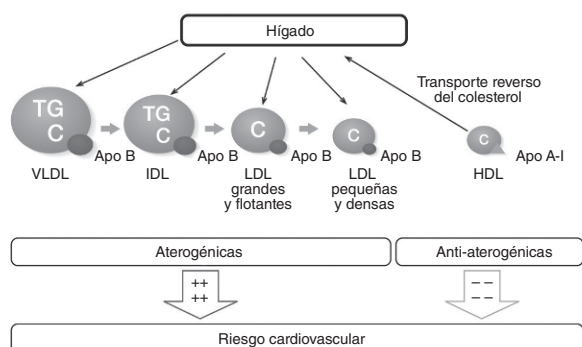 Hígado
Transporte reverso
del colesterol
TG
C
Apo B
VLDL
TG
C
Apo B
IDL
C
Apo B
LDL
grandes
y flotantes
C
Apo B
LDL
pequeñas
y densas
C
Apo A-I
HDL
Aterogénicas
Anti-aterogénicas
++
++
– –
– –
Riesgo cardiovascular